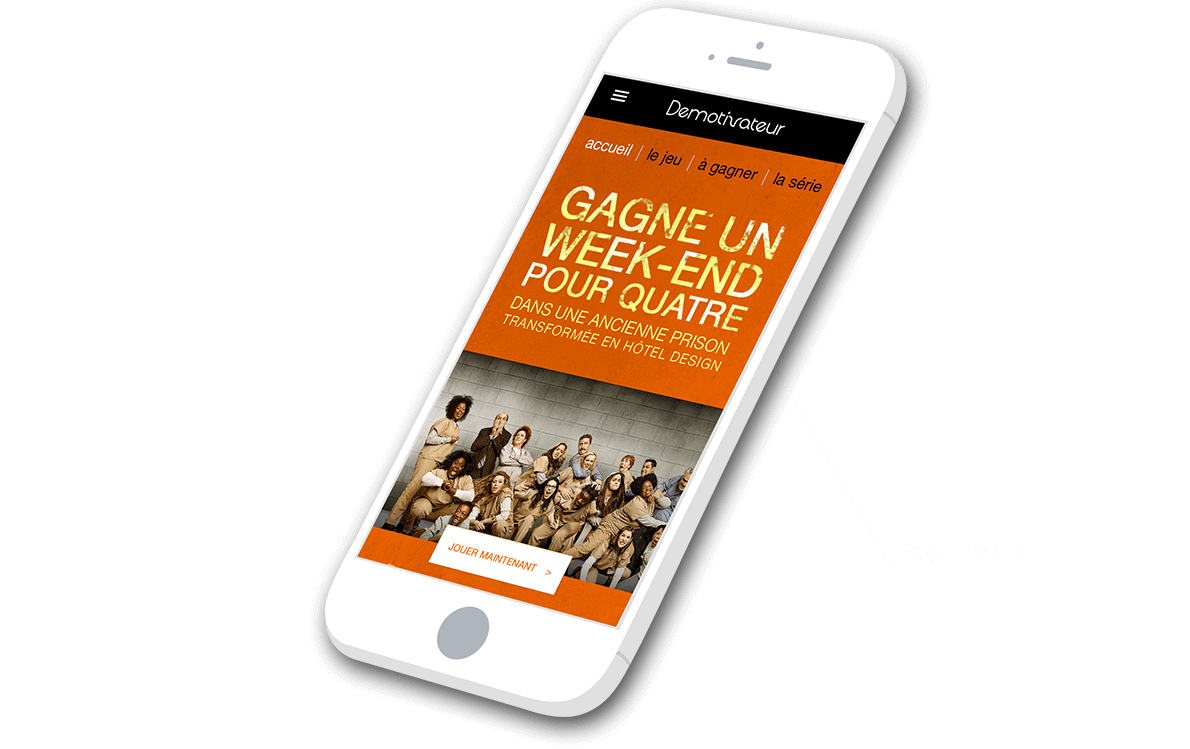 Demotivateur
accueil | le jeu | à gagner | la série
GAGNE UN
WEEK-END
POUR QUATRE
DANS UNE ANCIENNE PRISON
TRANSFORMÉE EN HÔTEL DESIGN
JOUER MAINTENANT >